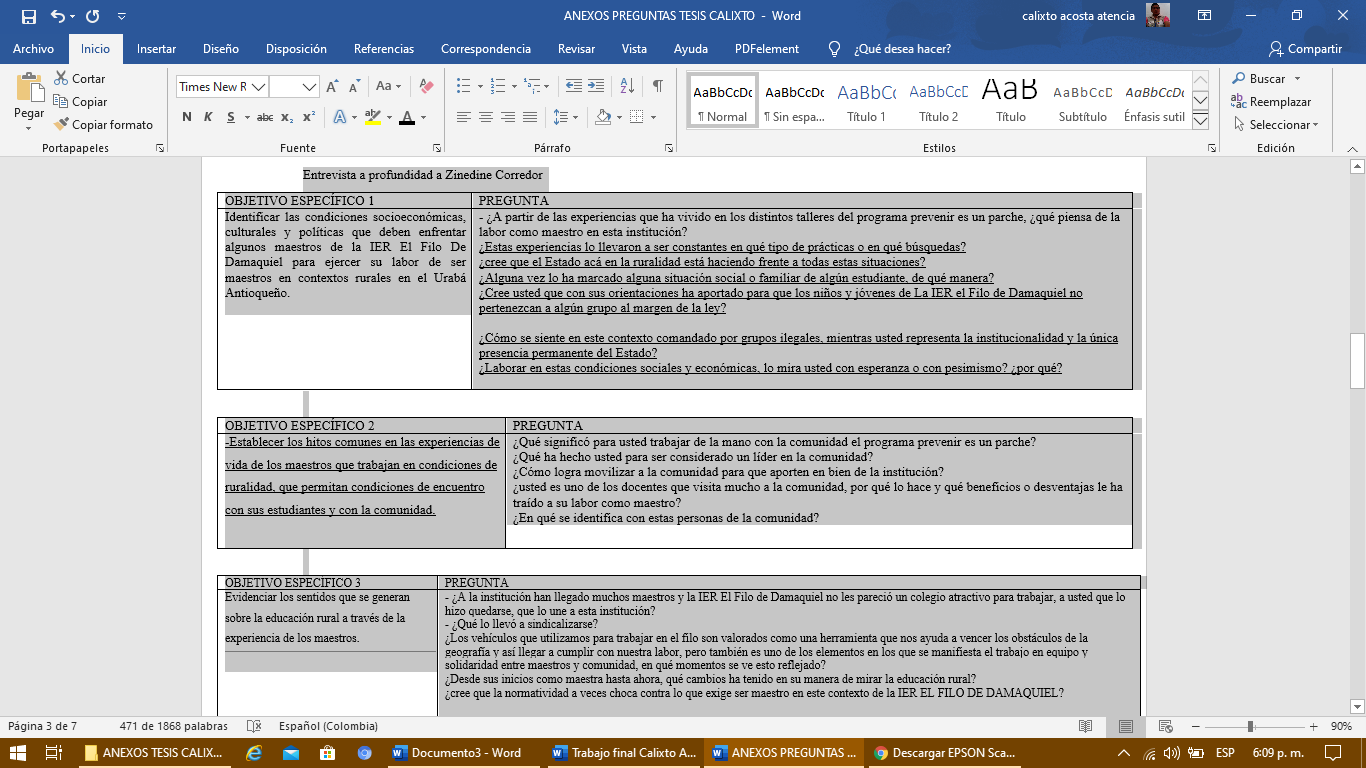 ANEXOS PREGUNTAS TESIS CALIXTO - Word
calixto acosta atencia
Archivo Inicio Insertar Diseño Disposición Referencias Correspondencia Revisar Vista Ayuda PDFelement ¿Qué desea hacer? Compartir
Pegar
Cortar
Copiar
Copiar formato
Portapapeles
Times New R
Aa
N K S abc x₂ x² A aby A
Fuente
Párrafo
AaBbCcDc AaBbCcDc AaBbCc AaBbCcD AaB AaBbCcD AaBbCcDc
¶ Normal ¶ Sin espa... Título 1 Título 2 Título Subtítulo Énfasis sutil
Estilos
Buscar
Reemplazar
Seleccionar
Edición
Entrevista a profundidad a Zinedine Corredor
OBJETIVO ESPECÍFICO 1
Identificar las condiciones socioeconómicas,
culturales y políticas que deben enfrentar
algunos maestros de la IER El Filo De
Damaquiel para ejercer su labor de ser
maestros en contextos rurales en el Urabá
Antioqueño.
PREGUNTA
- ¿A partir de las experiencias que ha vivido en los distintos talleres del programa prevenir es un parche, ¿qué piensa de la
labor como maestro en esta institución?
¿Estas experiencias lo llevaron a ser constantes en qué tipo de prácticas o en qué búsquedas?
¿cree que el Estado acá en la ruralidad está haciendo frente a todas estas situaciones?
¿Alguna vez lo ha marcado alguna situación social o familiar de algún estudiante, de qué manera?
¿Cree usted que con sus orientaciones ha aportado para que los niños y jóvenes de La IER el Filo de Damaquiel no
pertenezcan a algún grupo al margen de la ley?
¿Cómo se siente en este contexto comandado por grupos ilegales, mientras usted representa la institucionalidad y la única
presencia permanente del Estado?
¿Laborar en estas condiciones sociales y económicas, lo mira usted con esperanza o con pesimismo? ¿por qué?
OBJETIVO ESPECÍFICO 2
-Establecer los hitos comunes en las experiencias de
vida de los maestros que trabajan en condiciones de
ruralidad, que permitan condiciones de encuentro
con sus estudiantes y con la comunidad.
PREGUNTA
¿Qué significó para usted trabajar de la mano con la comunidad el programa prevenir es un parche?
¿Qué ha hecho usted para ser considerado un líder en la comunidad?
¿Cómo logra movilizar a la comunidad para que aporten en bien de la institución?
¿usted es uno de los docentes que visita mucho a la comunidad, por qué lo hace y qué beneficios o desventajas le ha
traído a su labor como maestro?
¿En qué se identifica con estas personas de la comunidad?
OBJETIVO ESPECÍFICO 3
Evidenciar los sentidos que se generan
sobre la educación rural a través de la
experiencia de los maestros.
PREGUNTA
- ¿A la institución han llegado muchos maestros y la IER El Filo de Damaquiel no les pareció un colegio atractivo para trabajar, a usted que lo
hizo quedarse, que lo une a esta institución?
- ¿Qué lo llevó a sindicalizarse?
¿Los vehículos que utilizamos para trabajar en el filo son valorados como una herramienta que nos ayuda a vencer los obstáculos de la
geografía y así llegar a cumplir con nuestra labor, pero también es uno de los elementos en los que se manifiesta el trabajo en equipo y
solidaridad entre maestros y comunidad, en qué momentos se ve esto reflejado?
¿Desde sus inicios como maestra hasta ahora, qué cambios ha tenido en su manera de mirar la educación rural?
¿cree que la normatividad a veces choca contra lo que exige ser maestro en este contexto de la IER EL FILO DE DAMAQUIEL?
Página 3 de 7 471 de 1868 palabras Español (Colombia) 90%
ANEXOS TESIS CALIX... Documento3 - Word Trabajo final Calixto A... ANEXOS PREGUNTAS ... Descargar EPSON Sca... ESP 6:09 p. m.